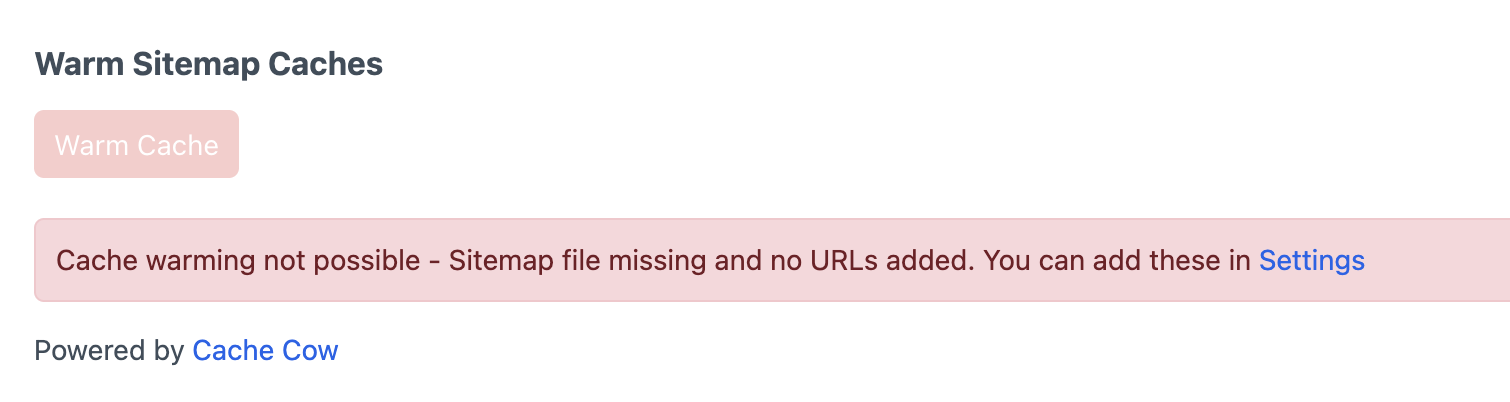 Warm Sitemap Caches
Warm Cache
Cache warming not possible - Sitemap file missing and no URLs added. You can add these in Settings
Powered by Cache Cow